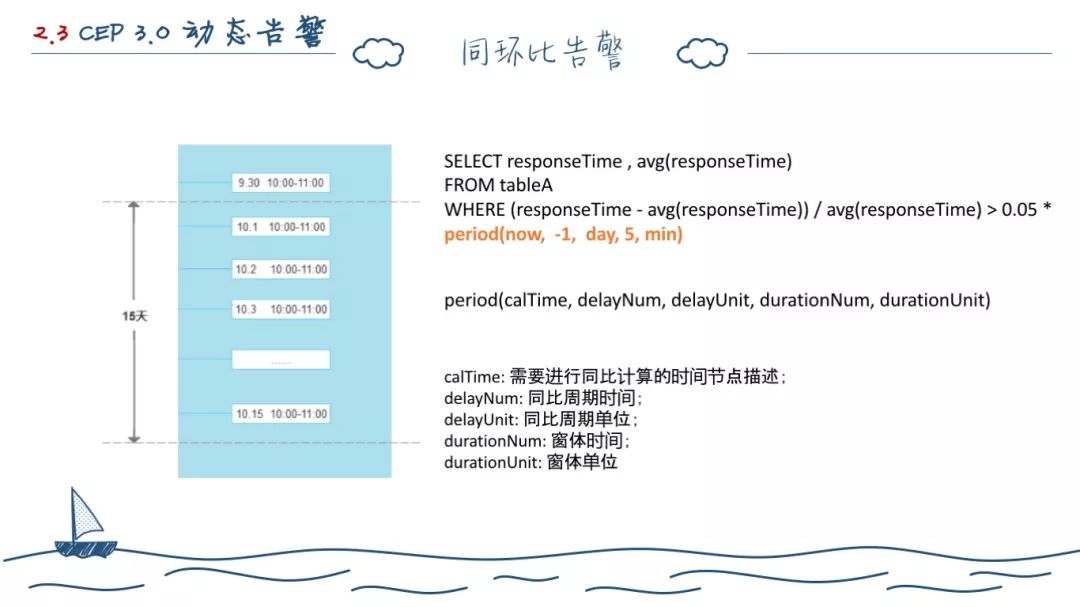 2.3 CEP 3.0 动态告警
同环比告警
9.30 10:00-11:00
10.1 10:00-11:00
10.2 10:00-11:00
10.3 10:00-11:00
......
10.15 10:00-11:00
15天
SELECT responseTime , avg(responseTime)
FROM tableA
WHERE (responseTime - avg(responseTime)) / avg(responseTime) > 0.05 *
period(now, -1, day, 5, min)
period(calTime, delayNum, delayUnit, durationNum, durationUnit)
calTime: 需要进行同比计算的时间节点描述;
delayNum: 同比周期时间;
delayUnit: 同比周期单位;
durationNum: 窗体时间;
durationUnit: 窗体单位